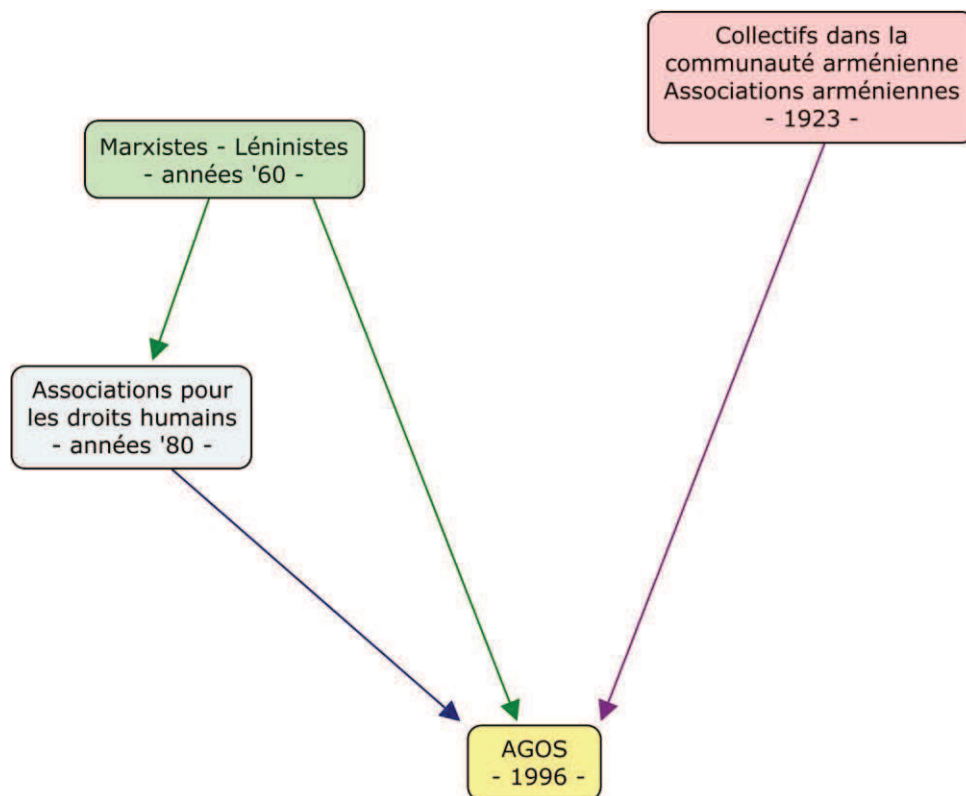 Collectifs dans la
communauté arménienne
Associations arméniennes
- 1923 -
Marxistes - Léninistes
- années '60 -
Associations pour
les droits humains
- années '80 -
AGOS
- 1996 -